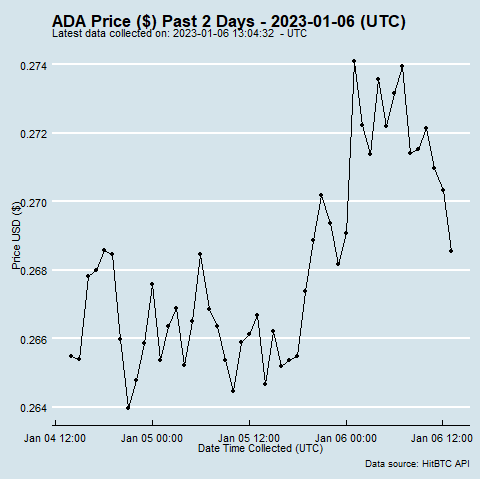 ADA Price ($) Past 2 Days - 2023-01-06 (UTC)
Latest data collected on: 2023-01-06 13:04:32 - UTC
0.274
0.272
0.270
0.268
0.266
0.264
Price USD ($)
Jan 04 12:00
Jan 05 00:00
Jan 05 12:00
Jan 06 00:00
Jan 06 12:00
Date Time Collected (UTC)
Data source: HitBTC API